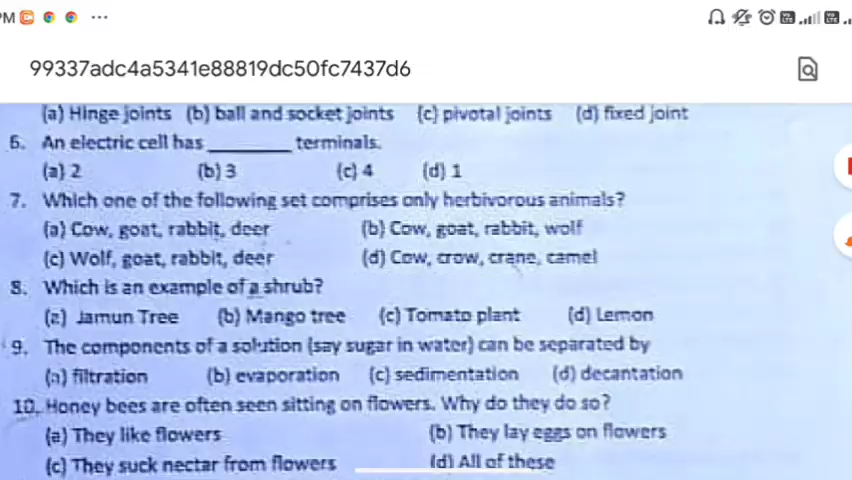 PM
99337adc4a5341e88819dc50fc7437d6
(a) Hinge joints (b) ball and socket joints (c) pivotal joints (d) fixed joint
6. An electric cell has ________ terminals.
(a) 2 (b) 3 (c) 4 (d) 1
7. Which one of the following set comprises only herbivorous animals?
(a) Cow, goat, rabbit, deer (b) Cow, goat, rabbit, wolf
(c) Wolf, goat, rabbit, deer (d) Cow, crow, crane, camel
8. Which is an example of a shrub?
(a) Jamun Tree (b) Mango tree (c) Tomato plant (d) Lemon
9. The components of a solution (say sugar in water) can be separated by
(a) filtration (b) evaporation (c) sedimentation (d) decantation
10. Honey bees are often seen sitting on flowers. Why do they do so?
(a) They like flowers (b) They lay eggs on flowers
(c) They suck nectar from flowers (d) All of these